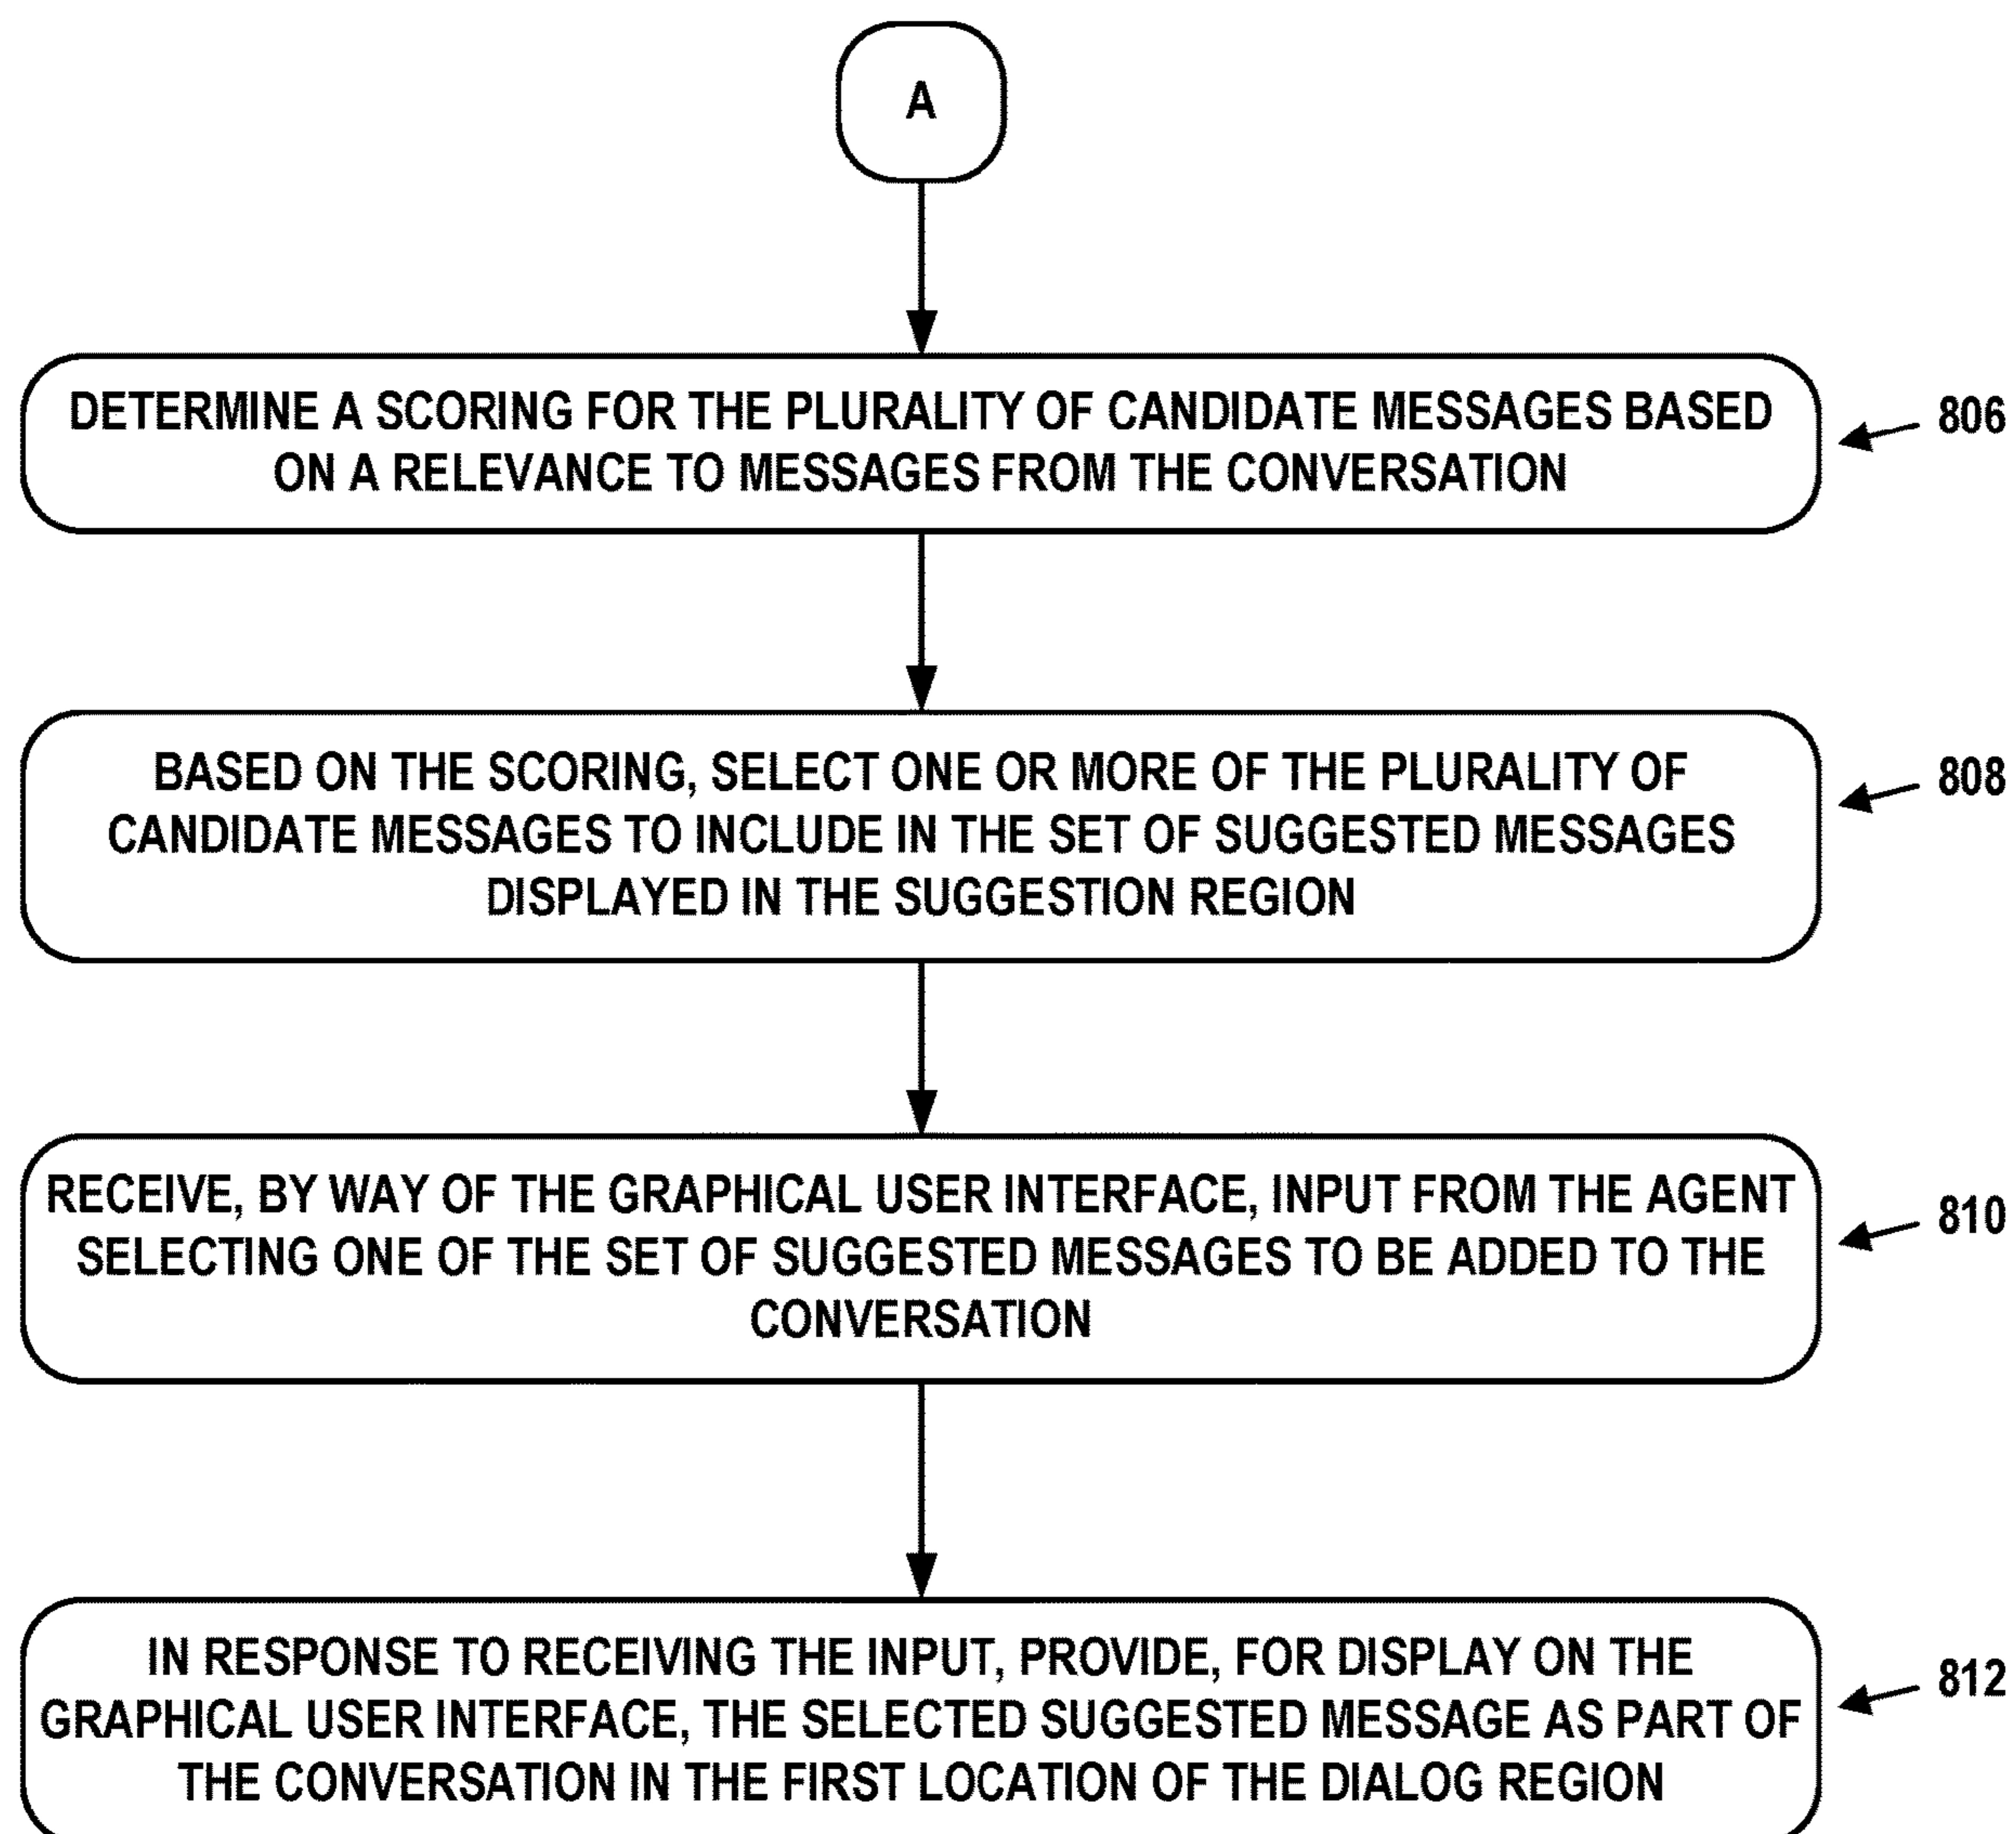 A
DETERMINE A SCORING FOR THE PLURALITY OF CANDIDATE MESSAGES BASED
ON A RELEVANCE TO MESSAGES FROM THE CONVERSATION
806
BASED ON THE SCORING, SELECT ONE OR MORE OF THE PLURALITY OF
CANDIDATE MESSAGES TO INCLUDE IN THE SET OF SUGGESTED MESSAGES
DISPLAYED IN THE SUGGESTION REGION
808
RECEIVE, BY WAY OF THE GRAPHICAL USER INTERFACE, INPUT FROM THE AGENT
SELECTING ONE OF THE SET OF SUGGESTED MESSAGES TO BE ADDED TO THE
CONVERSATION
810
IN RESPONSE TO RECEIVING THE INPUT, PROVIDE, FOR DISPLAY ON THE
GRAPHICAL USER INTERFACE, THE SELECTED SUGGESTED MESSAGE AS PART OF
THE CONVERSATION IN THE FIRST LOCATION OF THE DIALOG REGION
812